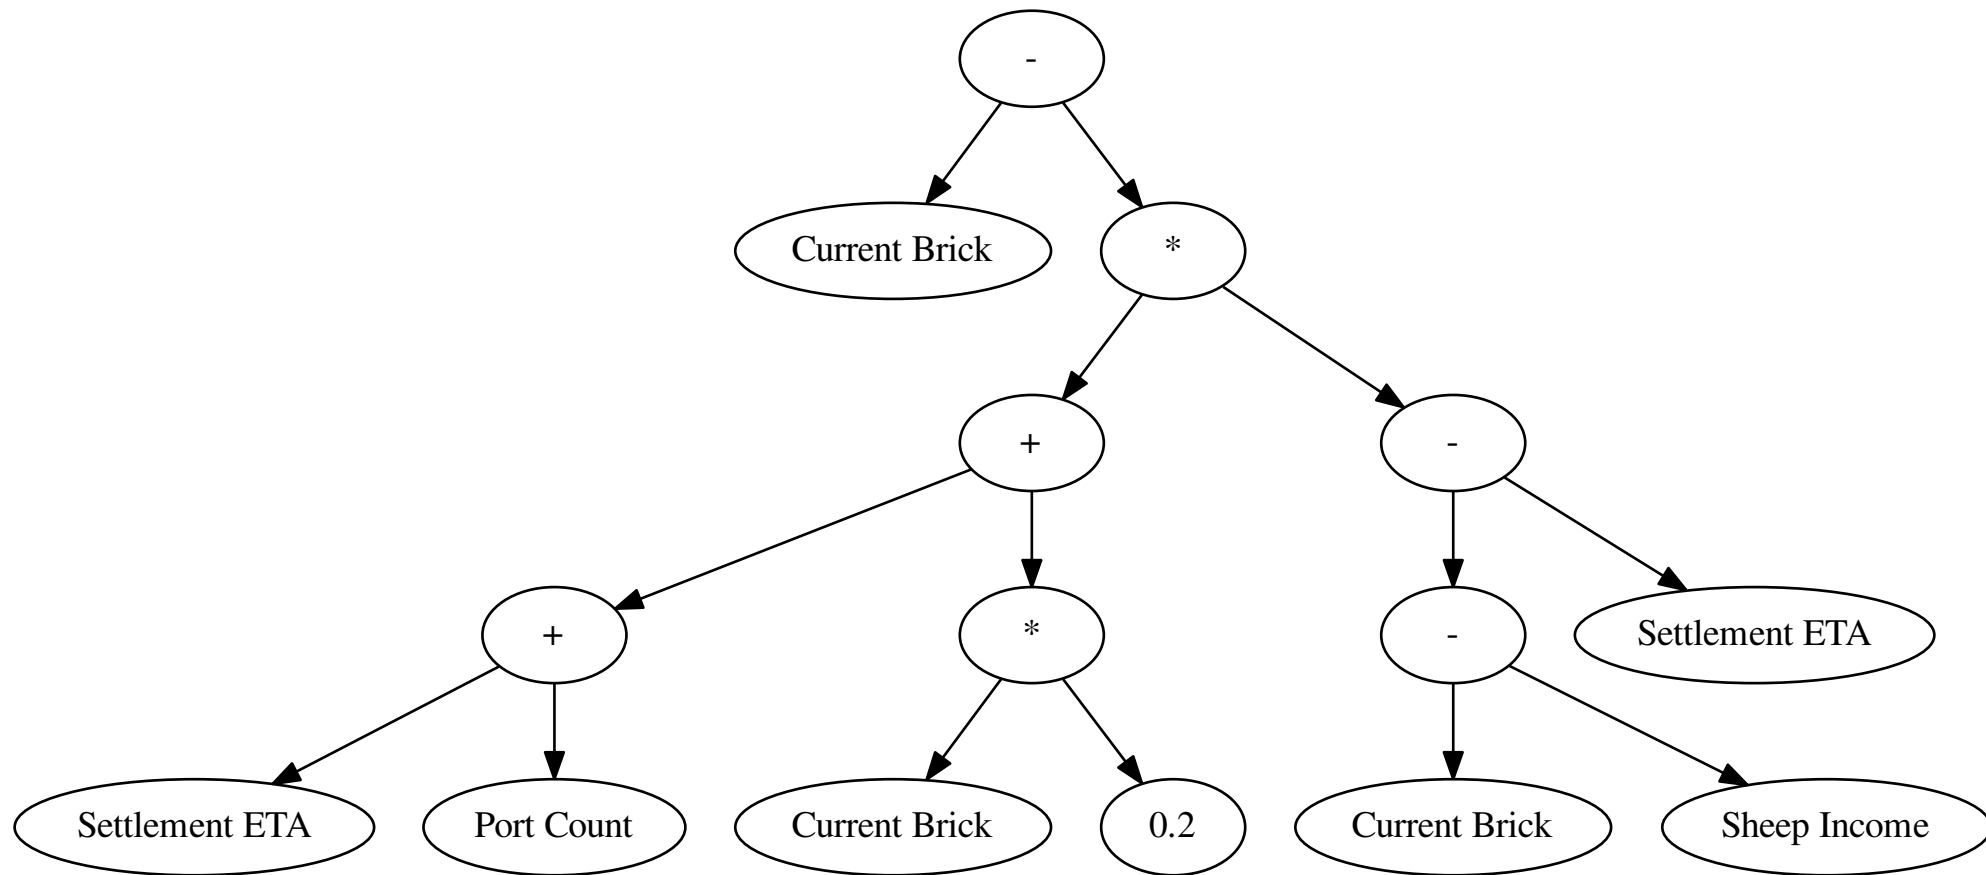 -
Current Brick
*
+
-
+
*
-
Settlement ETA
Settlement ETA
Port Count
Current Brick
0.2
Current Brick
Sheep Income